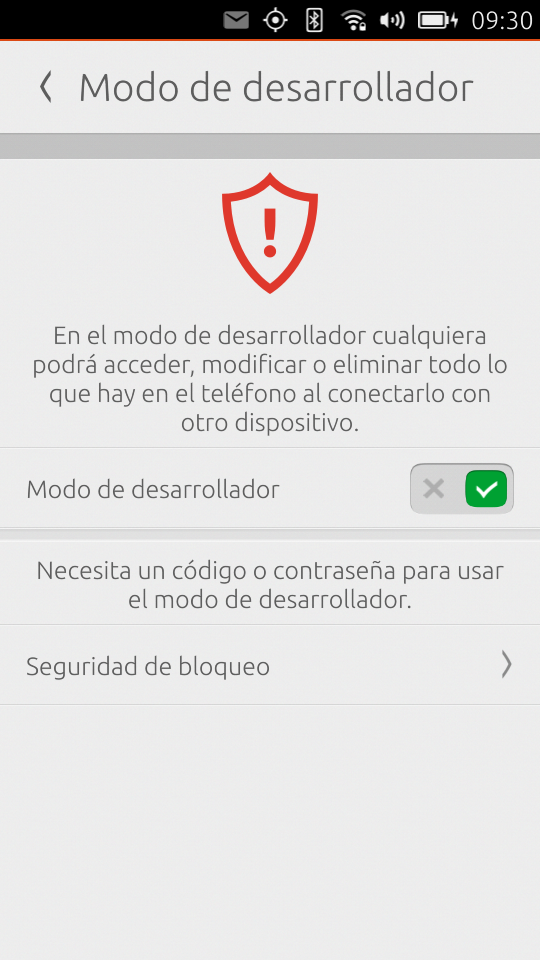 09:30
Modo de desarrollador
En el modo de desarrollador cualquiera
podrá acceder, modificar o eliminar todo lo
que hay en el teléfono al conectarlo con
otro dispositivo.
Modo de desarrollador
Necesita un código o contraseña para usar
el modo de desarrollador.
Seguridad de bloqueo